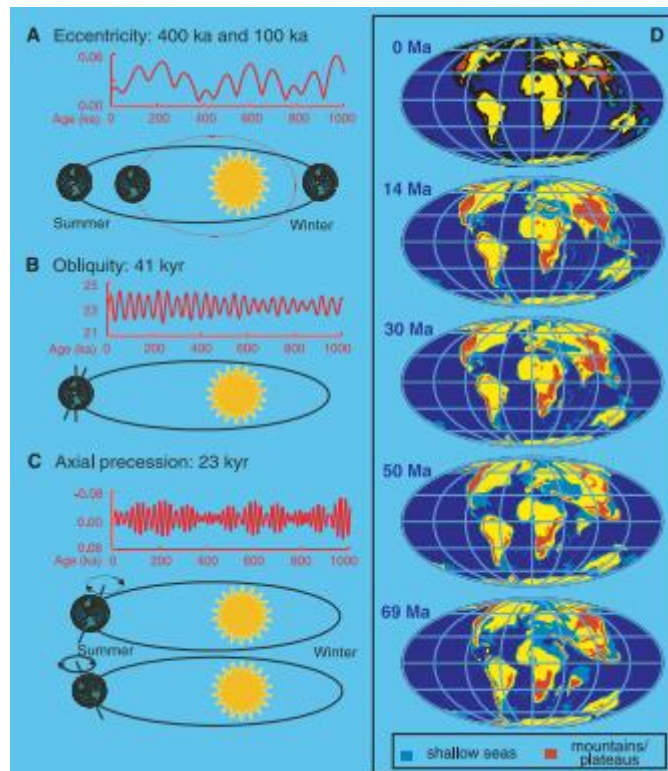 A Eccentricity: 400 ka and 100 ka
0.06
0.00
Age (ka) 0 200 400 600 800 1000
Summer
Winter
B Obliquity: 41 kyr
25
23
21
Age (ka) 0 200 400 600 800 1000
C Axial precession: 23 kyr
-0.08
0.00
0.08
Age (ka) 0 200 400 600 800 1000
Summer
Winter
D
0 Ma
14 Ma
30 Ma
50 Ma
69 Ma
shallow seas
mountains/
plateaus